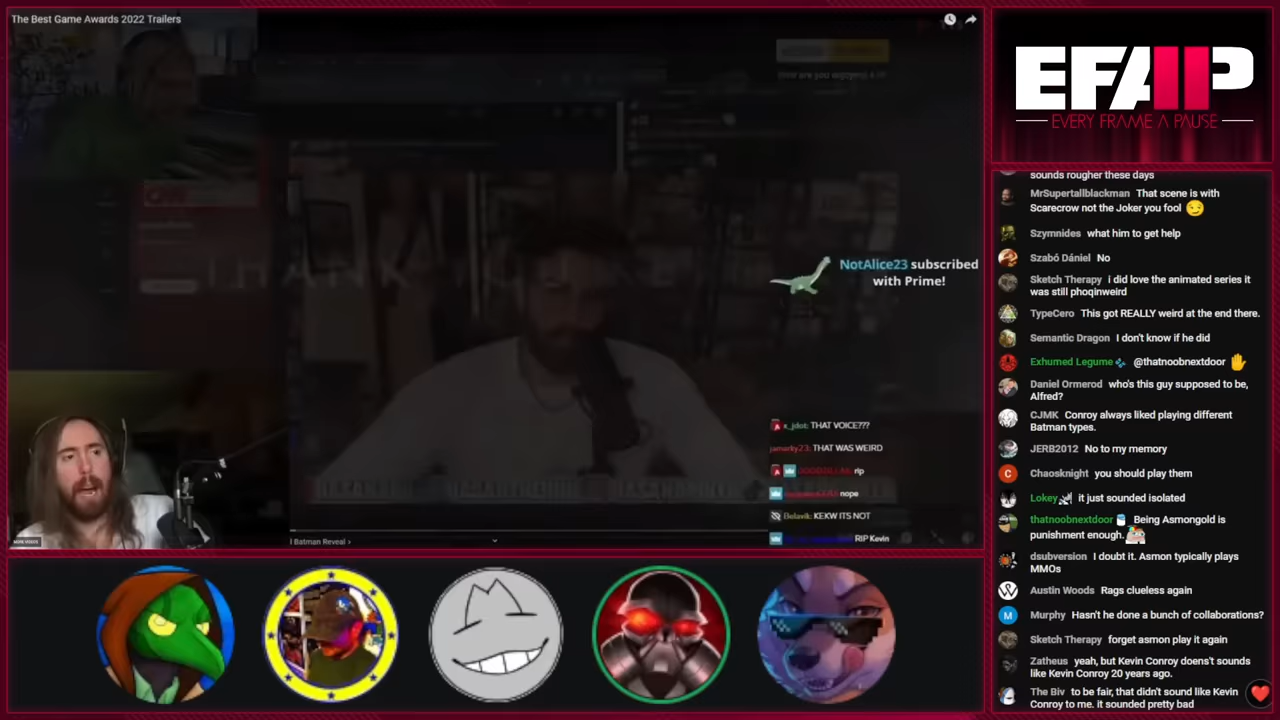 The Best Game Awards 2022 Trailers
THANK
NotAlice23 subscribed
with Prime!
x_jdot: THAT VOICE???
jamarky23: THAT WAS WEIRD
rip
nope
Belavik: KEKW ITS NOT
RIP Kevin
l Batman Reveal ›
EFAP
EVERY FRAME A PAUSE
sounds rougher these days
MrSupertallblackman That scene is with
Scarecrow not the Joker you fool 😏
Szymnides what him to get help
Szabó Dániel No
Sketch Therapy i did love the animated series it
was still phoqinweird
TypeCero This got REALLY weird at the end there.
Semantic Dragon I don't know if he did
Exhumed Legume @thatnoobnextdoor ✋
Daniel Ormerod who's this guy supposed to be,
Alfred?
CJMK Conroy always liked playing different
Batman types.
JERB2012 No to my memory
Chaosknight you should play them
Lokey it just sounded isolated
thatnoobnextdoor Being Asmongold is
punishment enough.
dsubversion I doubt it. Asmon typically plays
MMOs
Austin Woods Rags clueless again
Murphy Hasn't he done a bunch of collaborations?
Sketch Therapy forget asmon play it again
Zatheus yeah, but Kevin Conroy doens't sounds
like Kevin Conroy 20 years ago.
The Biv to be fair, that didn't sound like Kevin
Conroy to me. it sounded pretty bad